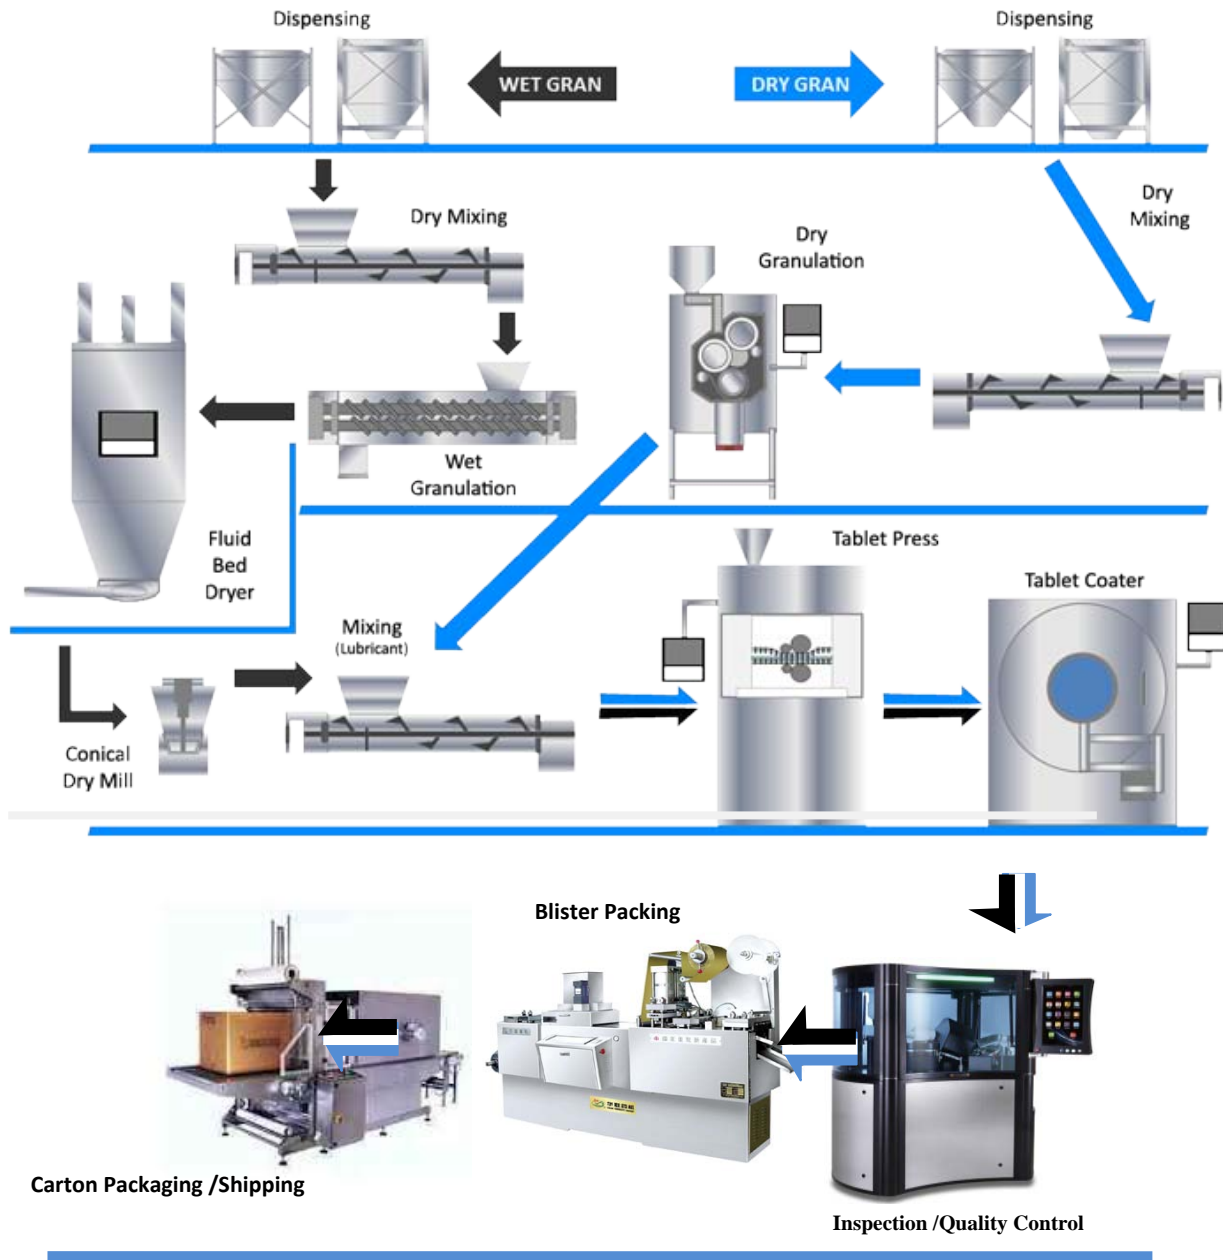 Dispensing
Dispensing
WET GRAN
DRY GRAN
Dry Mixing
Dry
Mixing
Dry
Granulation
Wet
Granulation
Fluid
Bed
Dryer
Tablet Press
Tablet Coater
Mixing
(Lubricant)
Conical
Dry Mill
Blister Packing
Carton Packaging /Shipping
Inspection /Quality Control